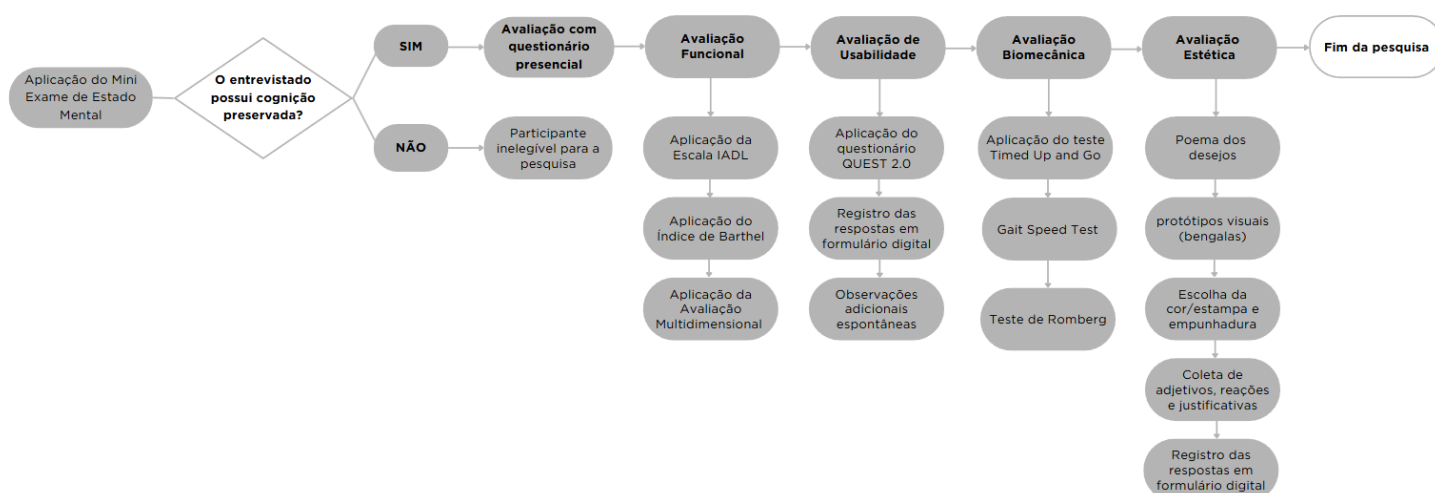 Aplicação do Mini
Exame de Estado
Mental
O entrevistado
possui cognição
preservada?
SIM
NÃO
Avaliação com
questionário
presencial
Participante
inelegível para a
pesquisa
Avaliação
Funcional
Aplicação da
Escala IADL
Aplicação do
Índice de Barthel
Aplicação da
Avaliação
Multidimensional
Avaliação de
Usabilidade
Aplicação do
questionário
QUEST 2.0
Registro das
respostas em
formulário digital
Observações
adicionais
espontâneas
Avaliação
Biomecânica
Aplicação do teste
Timed Up and Go
Gait Speed Test
Teste de Romberg
Avaliação
Estética
Poema dos
desejos
protótipos visuais
(bengalas)
Escolha da
cor/estampa e
empunhadura
Coleta de
adjetivos, reações
e justificativas
Registro das
respostas em
formulário digital
Fim da pesquisa